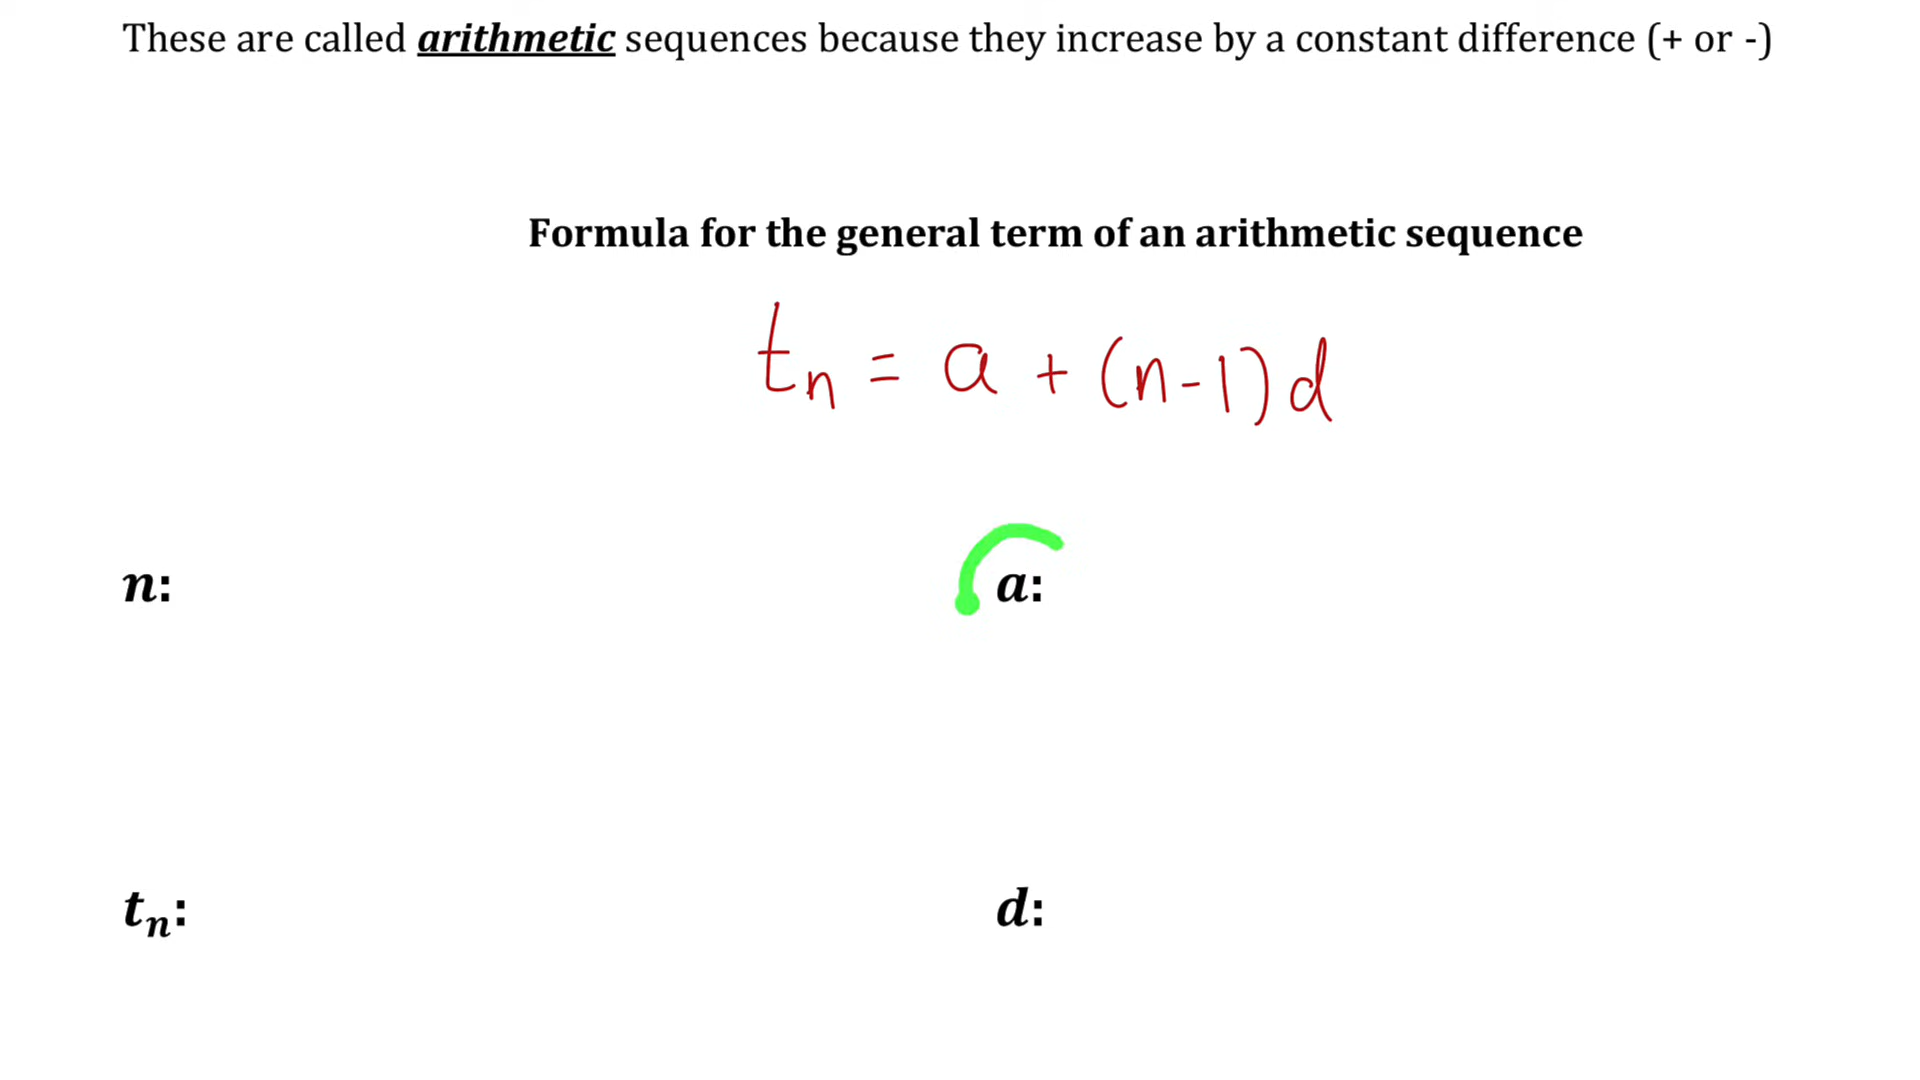 These are called arithmetic sequences because they increase by a constant difference (+ or -)
Formula for the general term of an arithmetic sequence
tₙ = a + (n-1)d
n:
a:
tₙ:
d: